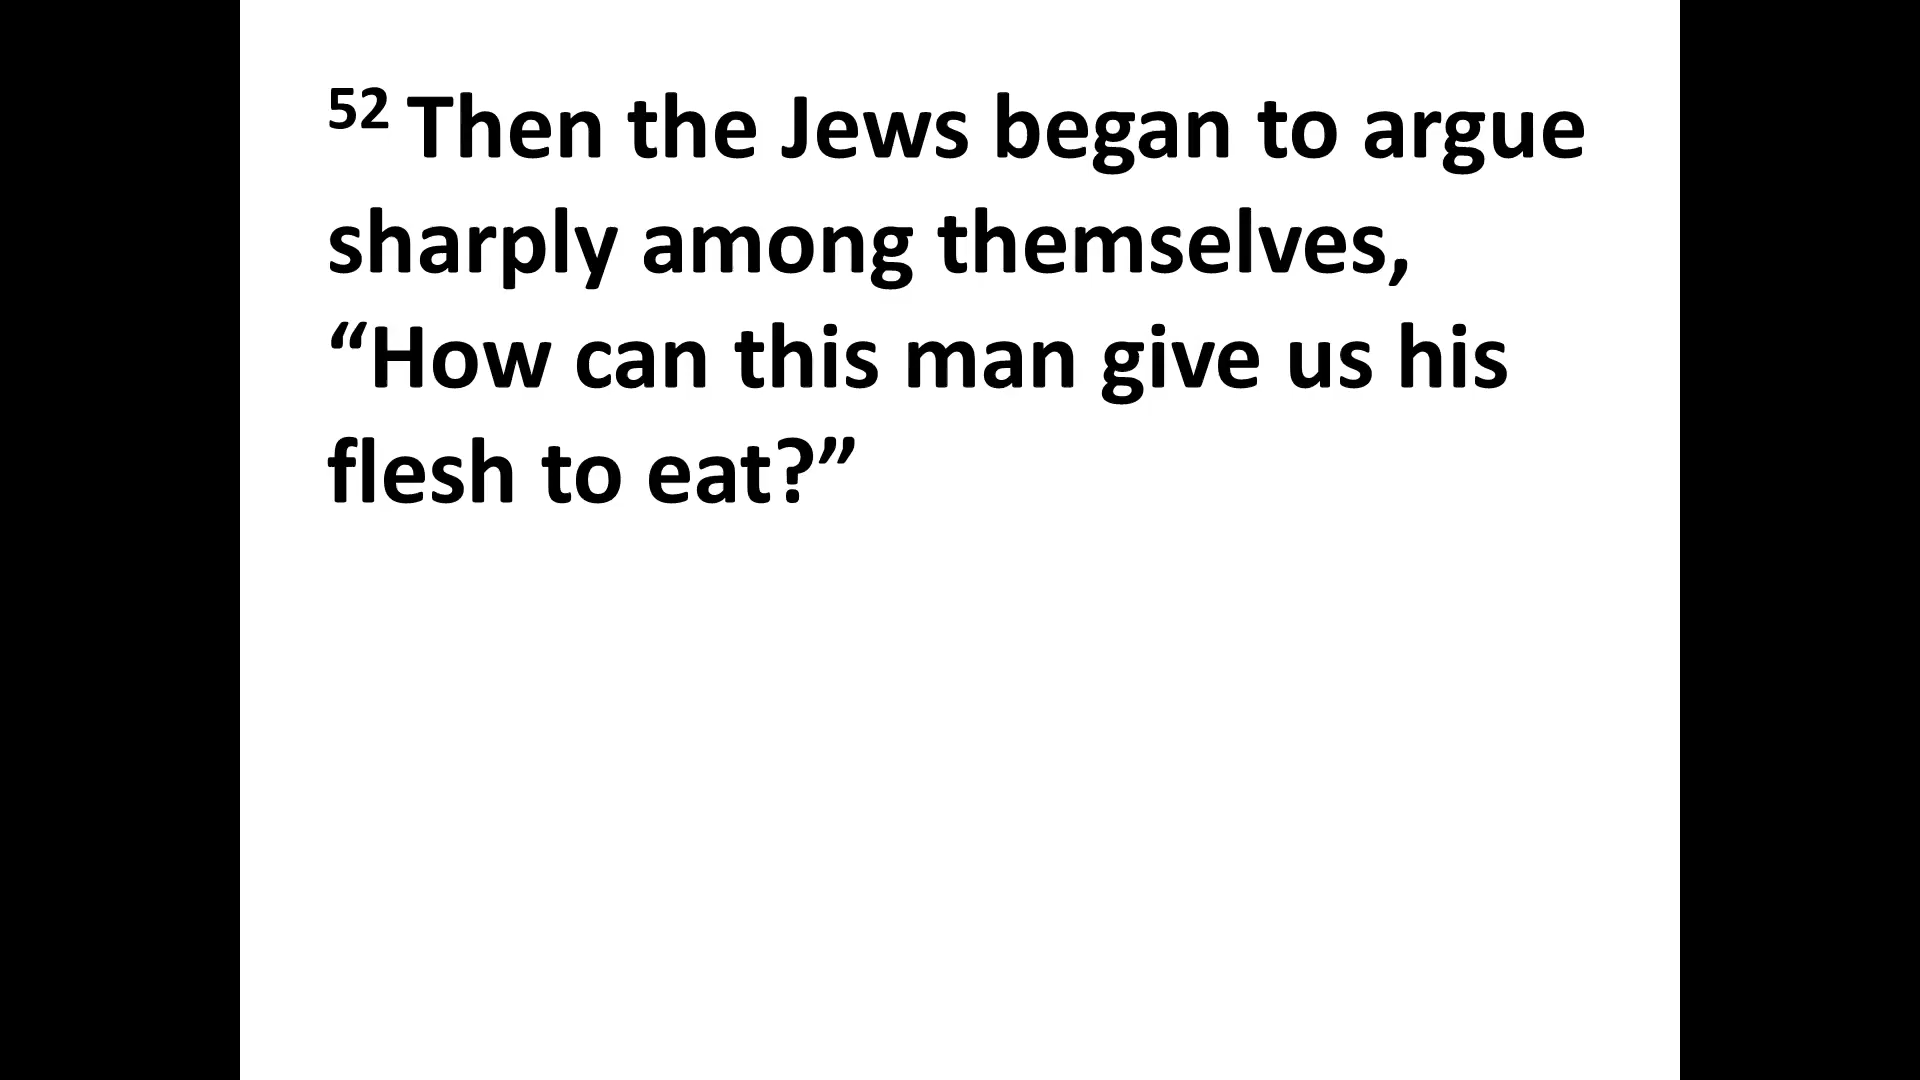 52 Then the Jews began to argue
sharply among themselves,
“How can this man give us his
flesh to eat?”